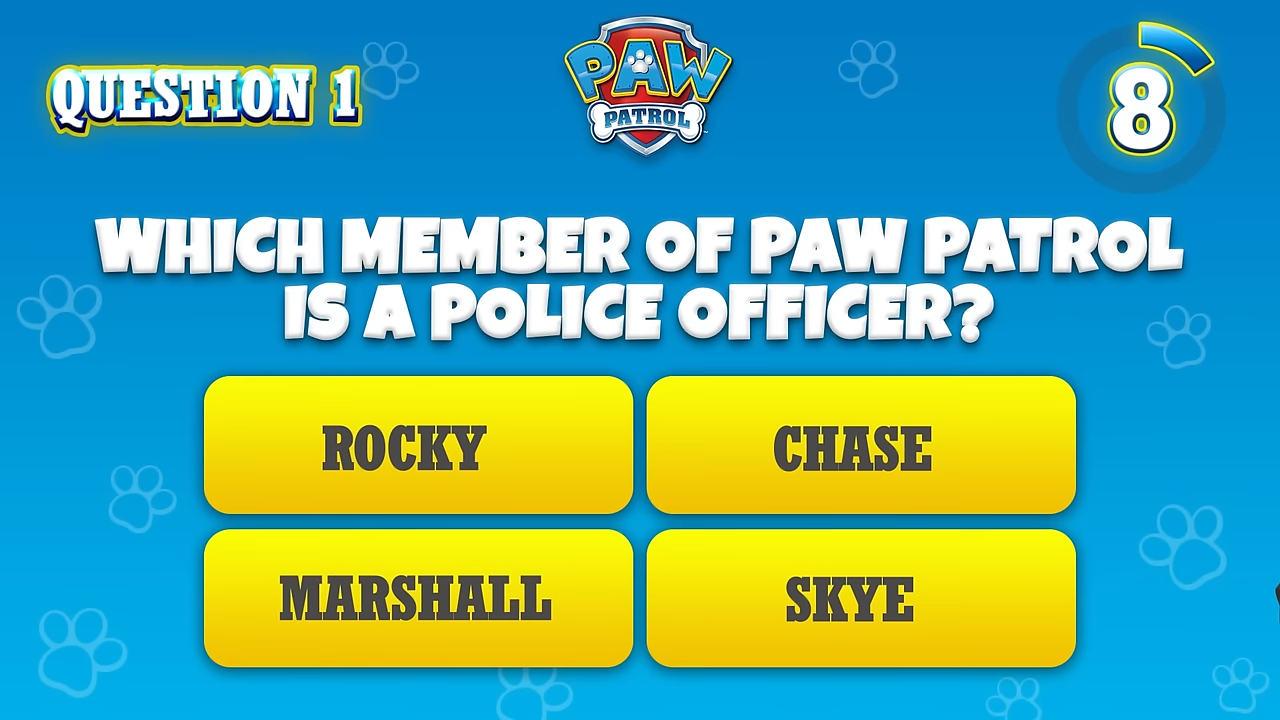 QUESTION 1
PAW
PATROL
8
WHICH MEMBER OF PAW PATROL
IS A POLICE OFFICER?
ROCKY
CHASE
MARSHALL
SKYE